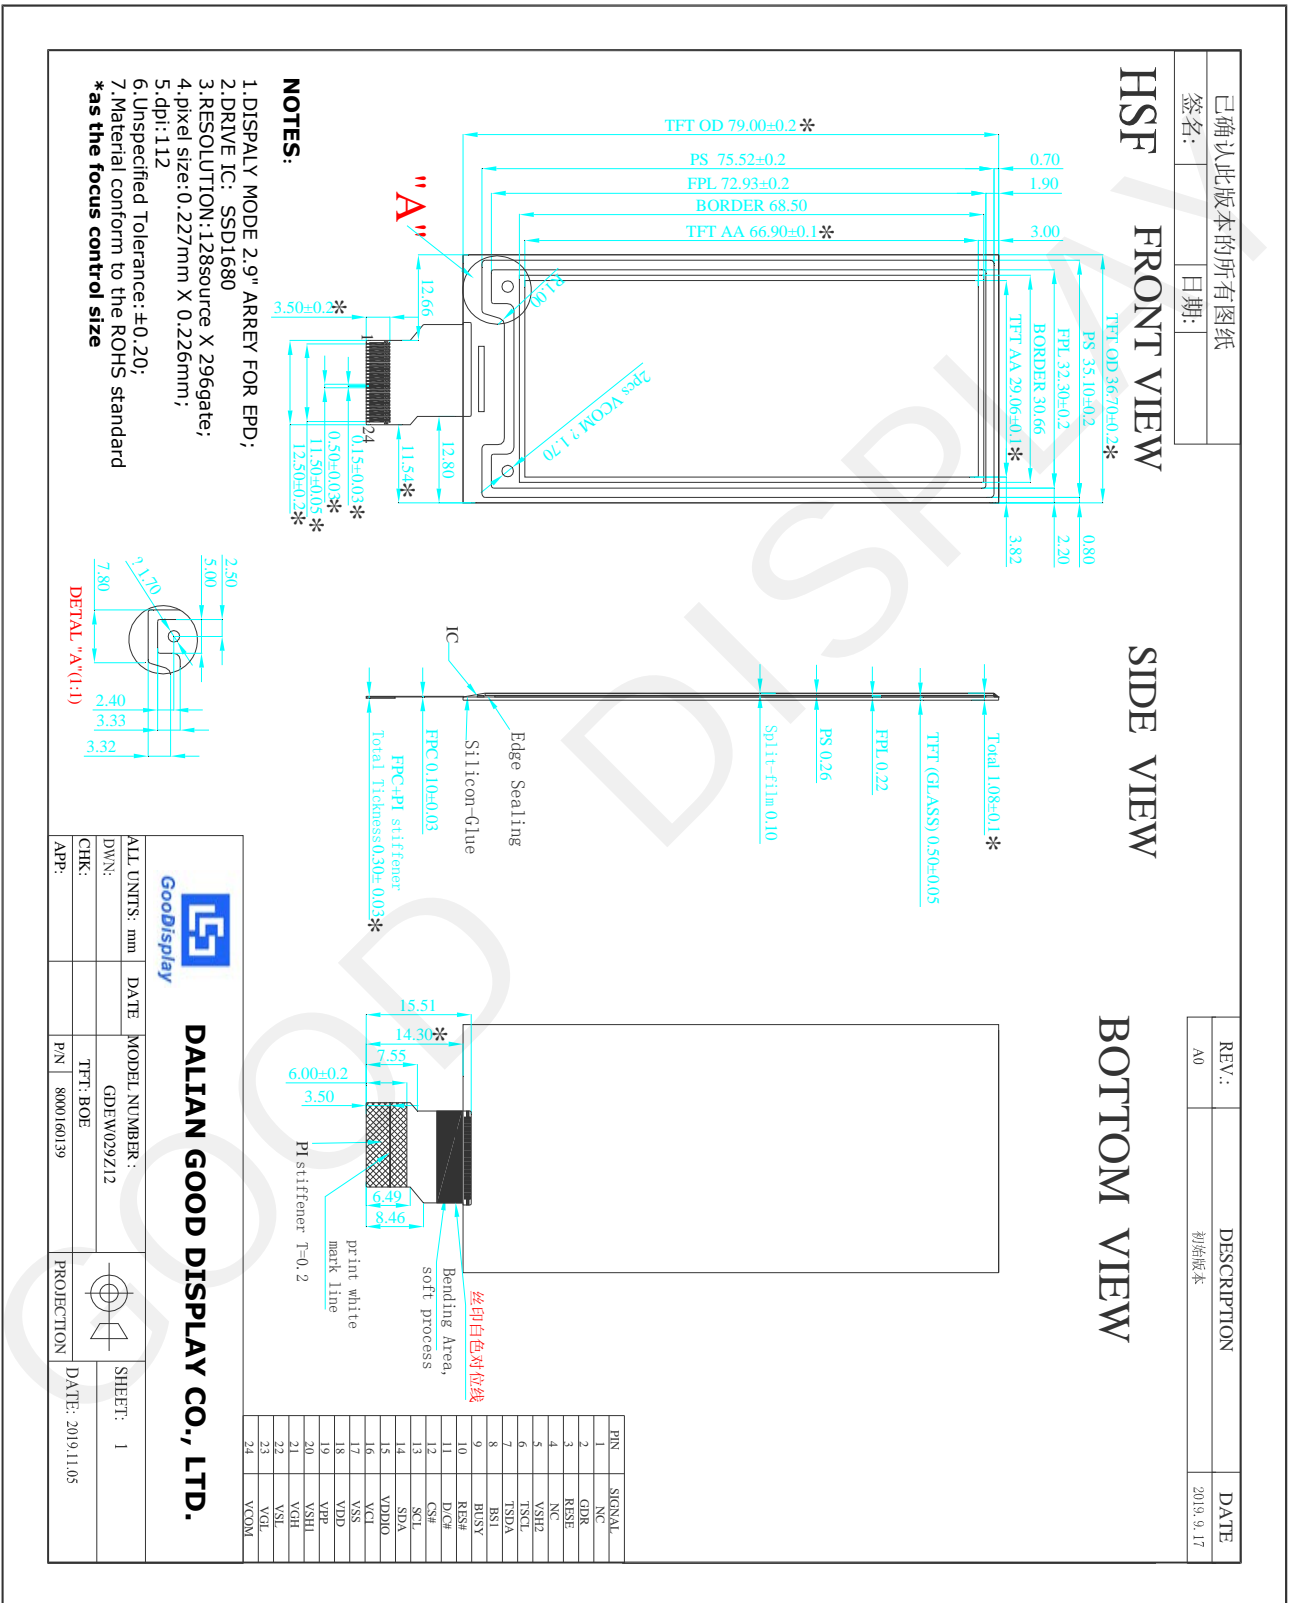 已确认此版本的所有图纸
签名:
日期:
REV.:
DESCRIPTION
DATE
A0
初始版本
2019.9.17
HSF
FRONT VIEW
SIDE VIEW
BOTTOM VIEW
TFT OD 36.70±0.2*
PS 35.10±0.2
0.80
FPL 32.30±0.2
2.20
BORDER 30.66
TFT AA 29.06±0.1*
3.82
TFT OD 79.00±0.2*
PS 75.52±0.2
0.70
FPL 72.93±0.2
1.90
BORDER 68.50
TFT AA 66.90±0.1*
3.00
"A"
R1.00
2pcs VCOM ? 1.70
12.66
12.80
11.54*
3.50±0.2*
1
24
0.15±0.03*
0.50±0.03*
11.50±0.05*
12.50±0.2*
Total 1.08±0.1*
TFT (GLASS) 0.50±0.05
FPL 0.22
PS 0.26
Split-film 0.10
Edge Sealing
Silicon-Glue
IC
FPC 0.10±0.03
FPC+PI stiffener
Total Tickness 0.30± 0.03*
15.51
14.30*
7.55
6.00±0.2
3.50
6.49
8.46
丝印白色对位线
Bending Area,
soft process
print white
mark line
PI stiffener T=0.2
NOTES:
1.DISPALY MODE 2.9" ARREY FOR EPD;
2.DRIVE IC: SSD1680
3.RESOLUTION:128source X 296gate;
4.pixel size:0.227mm X 0.226mm;
5.dpi:112
6.Unspecified Tolerance:±0.20;
7.Material conform to the ROHS standard
*as the focus control size
2.50
5.00
? 1.70
7.80
2.40
3.33
3.32
DETAL "A"(1:1)
PIN SIGNAL
1 NC
2 GDR
3 RESE
4 NC
5 VSH2
6 TSCL
7 TSDA
8 BS1
9 BUSY
10 RES#
11 D/C#
12 CS#
13 SCL
14 SDA
15 VDDIO
16 VCI
17 VSS
18 VDD
19 VPP
20 VSH1
21 VGH
22 VSL
23 VGL
24 VCOM
GooDisplay
DALIAN GOOD DISPLAY CO., LTD.
ALL UNITS: mm
DATE
MODEL NUMBER :
GDEW029Z12
DWN:
CHK:
TFT: BOE
APP:
P/N
8000160139
PROJECTION
SHEET: 1
DATE: 2019.11.05
GOOD DISPLAY